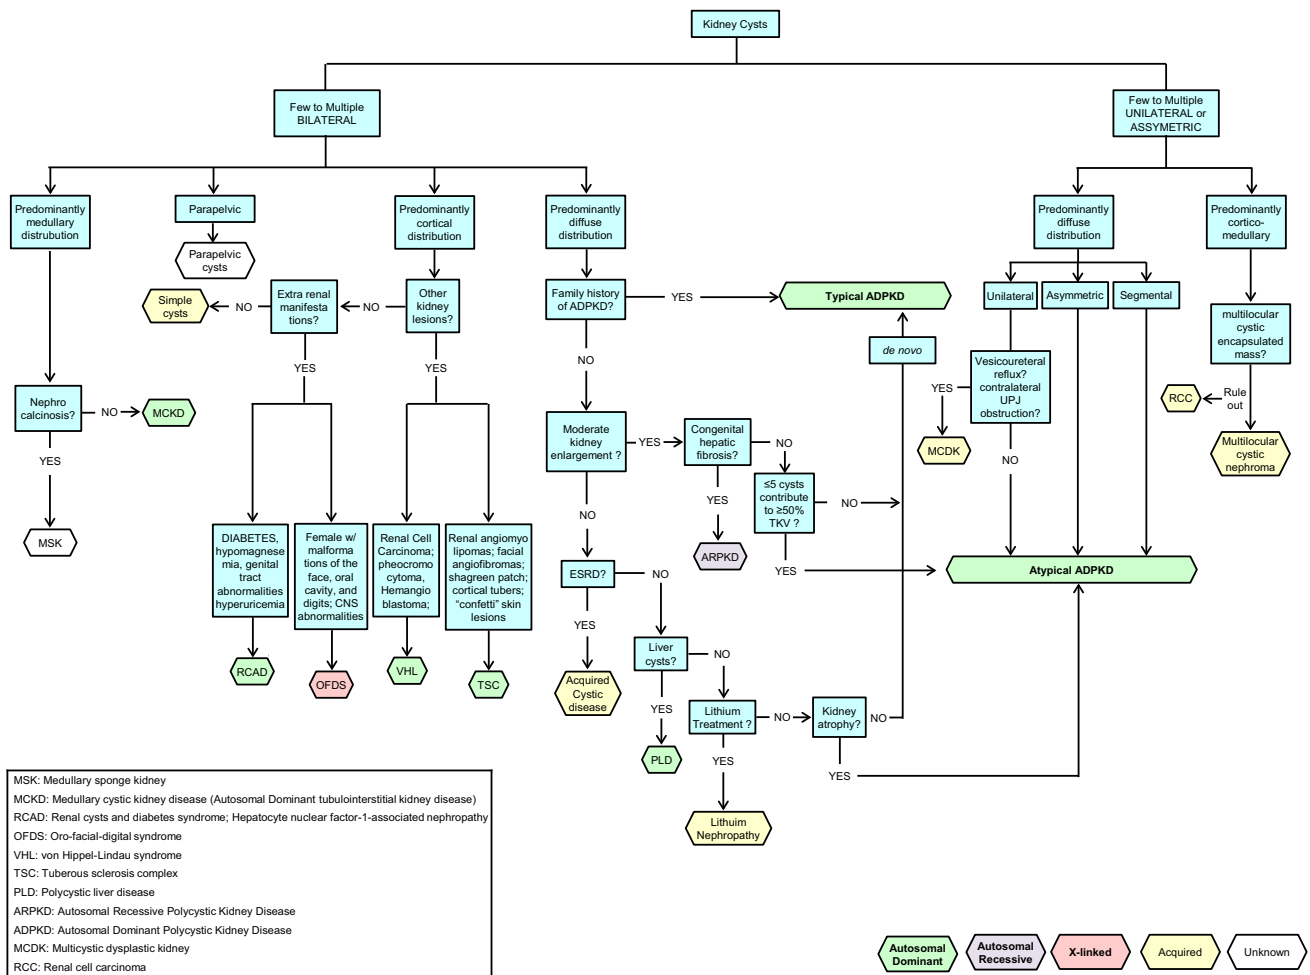 Kidney Cysts
Few to Multiple
BILATERAL
Few to Multiple
UNILATERAL or
ASSYMETRIC
Predominantly
medullary
distrubution
Parapelvic
Predominantly
cortical
distribution
Predominantly
diffuse
distribution
Predominantly
diffuse
distribution
Predominantly
cortico-
medullary
Parapelvic
cysts
Simple
cysts
NO
Extra renal
manifesta
tions?
NO
Other
kidney
lesions?
Family history
of ADPKD?
YES
Typical ADPKD
Unilateral
Asymmetric
Segmental
multilocular
cystic
encapsulated
mass?
de novo
YES
YES
NO
Vesicoureteral
reflux?
contralateral
UPJ
obstruction?
YES
MCDK
NO
RCC
Rule
out
Multilocular
cystic
nephroma
Nephro
calcinosis?
NO
MCKD
YES
MSK
Moderate
kidney
enlargement ?
YES
Congenital
hepatic
fibrosis?
NO
≤5 cysts
contribute
to ≥50%
TKV ?
NO
YES
ARPKD
YES
Atypical ADPKD
NO
DIABETES,
hypomagnese
mia, genital
tract
abnormalities
hyperuricemia
Female w/
malforma
tions of the
face, oral
cavity, and
digits; CNS
abnormalities
Renal Cell
Carcinoma;
pheocromo
cytoma,
Hemangio
blastoma;
Renal angiomyo
lipomas; facial
angiofibromas;
shagreen patch;
cortical tubers;
“confetti” skin
lesions
RCAD
OFDS
VHL
TSC
ESRD?
NO
YES
Acquired
Cystic
disease
Liver
cysts?
NO
YES
PLD
Lithium
Treatment ?
NO
Kidney
atrophy?
NO
YES
YES
Lithuim
Nephropathy
MSK: Medullary sponge kidney
MCKD: Medullary cystic kidney disease (Autosomal Dominant tubulointerstitial kidney disease)
RCAD: Renal cysts and diabetes syndrome; Hepatocyte nuclear factor-1-associated nephropathy
OFDS: Oro-facial-digital syndrome
VHL: von Hippel-Lindau syndrome
TSC: Tuberous sclerosis complex
PLD: Polycystic liver disease
ARPKD: Autosomal Recessive Polycystic Kidney Disease
ADPKD: Autosomal Dominant Polycystic Kidney Disease
MCDK: Multicystic dysplastic kidney
RCC: Renal cell carcinoma
Autosomal
Dominant
Autosomal
Recessive
X-linked
Acquired
Unknown